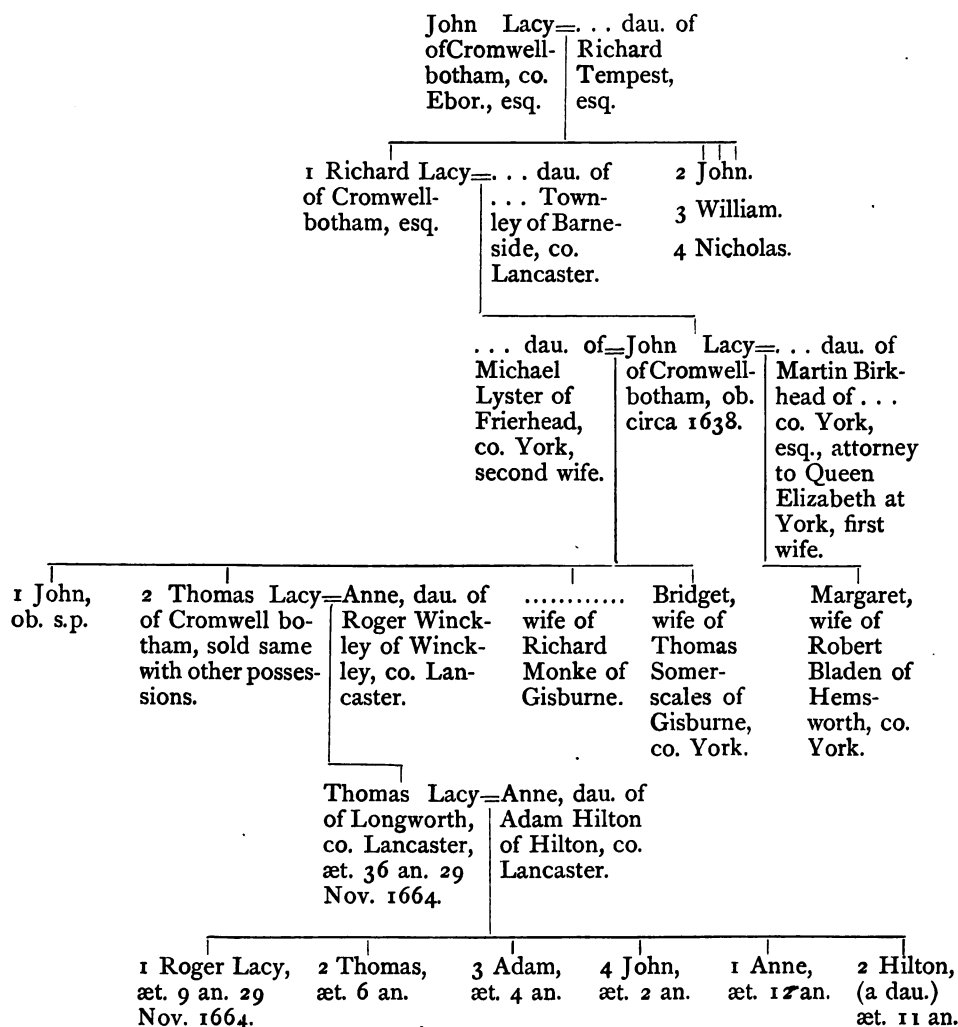 John Lacy=. . . dau. of
of Cromwell- Richard
botham, co. Tempest,
Ebor., esq. esq.
1 Richard Lacy=. . . dau. of
of Cromwell- . . . Town-
botham, esq. ley of Barne-
side, co.
Lancaster.
2 John.
3 William.
4 Nicholas.
. . . dau. of=John Lacy=. . . dau. of
Michael of Cromwell- Martin Birk-
Lyster of botham, ob. head of . . .
Frierhead, circa 1638. co. York,
co. York, esq., attorney
second wife. to Queen
Elizabeth at
York, first
wife.
1 John,
ob. s.p.
2 Thomas Lacy=Anne, dau. of
of Cromwell bo- Roger Winck-
tham, sold same ley of Winck-
with other posses- ley, co. Lan-
sions. caster.
............
wife of
Richard
Monke of
Gisburne.
Bridget,
wife of
Thomas
Somer-
scales of
Gisburne,
co. York.
Margaret,
wife of
Robert
Bladen of
Hems-
worth, co.
York.
Thomas Lacy=Anne, dau. of
of Longworth, Adam Hilton
co. Lancaster, of Hilton, co.
æt. 36 an. 29 Lancaster.
Nov. 1664.
1 Roger Lacy,
æt. 9 an. 29
Nov. 1664.
2 Thomas,
æt. 6 an.
3 Adam,
æt. 4 an.
4 John,
æt. 2 an.
1 Anne,
æt. an.
2 Hilton,
(a dau.)
æt. 11 an.